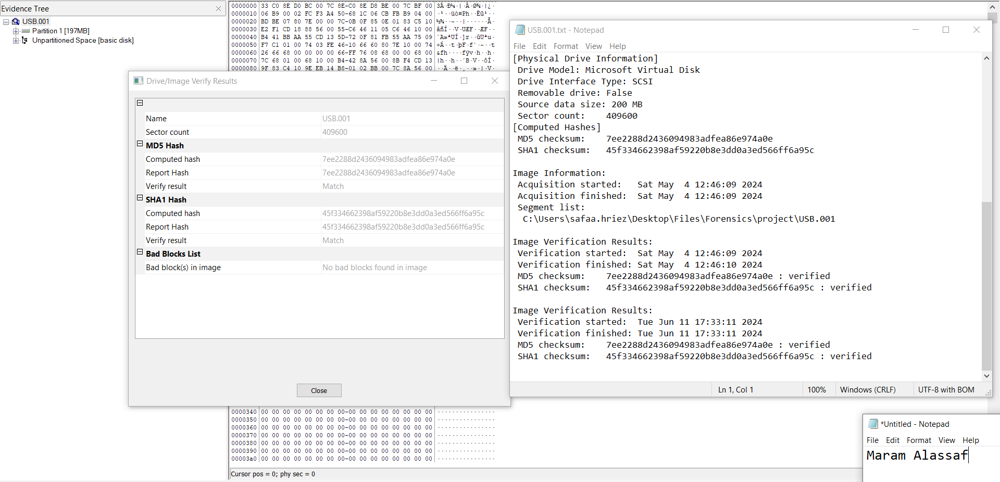 Evidence Tree
USB.001
Partition 1 [197MB]
Unpartitioned Space [basic disk]
0000000 33 C0 8E D0 BC 00 7C 8E-C0 8E D8 BE 00 7C BF 00
0000010 06 B9 00 02 FC F3 A4 50-68 1C 06 CB FB B9 04 00
0000020 BD BE 07 80 7E 00 00 7C-0B 0F 85 0E 01 83 C5 10
0000030 E2 F1 CD 18 88 56 00 55-C6 46 11 05 C6 46 10 00
0000040 B4 41 BB AA 55 CD 13 5D-72 0F 81 FB 55 AA 75 09
0000050 F7 C1 01 00 74 03 FE 46-10 66 60 80 7E 10 00 74
0000060 26 66 68 00 00 00 00 66-FF 76 08 68 00 00 68 00
0000070 7C 68 01 00 68 10 00 B4-42 8A 56 00 8B F4 CD 13
0000080 9F 83 C4 10 9E EB 14 B8-01 02 BB 00 7C 8A 56 00
Drive/Image Verify Results
Name USB.001
Sector count 409600
MD5 Hash
Computed hash 7ee2288d2436094983adfea86e974a0e
Report Hash 7ee2288d2436094983adfea86e974a0e
Verify result Match
SHA1 Hash
Computed hash 45f334662398af59220b8e3dd0a3ed566ff6a95c
Report Hash 45f334662398af59220b8e3dd0a3ed566ff6a95c
Verify result Match
Bad Blocks List
Bad block(s) in image No bad blocks found in image
Close
0000340 00 00 00 00 00 00 00 00-00 00 00 00 00 00 00 00
0000350 00 00 00 00 00 00 00 00-00 00 00 00 00 00 00 00
0000360 00 00 00 00 00 00 00 00-00 00 00 00 00 00 00 00
0000370 00 00 00 00 00 00 00 00-00 00 00 00 00 00 00 00
0000380 00 00 00 00 00 00 00 00-00 00 00 00 00 00 00 00
0000390 00 00 00 00 00 00 00 00-00 00 00 00 00 00 00 00
00003a0 00 00 00 00 00 00 00 00-00 00 00 00 00 00 00 00
Cursor pos = 0; phy sec = 0
USB.001.txt - Notepad
File Edit Format View Help
[Physical Drive Information]
Drive Model: Microsoft Virtual Disk
Drive Interface Type: SCSI
Removable drive: False
Source data size: 200 MB
Sector count: 409600
[Computed Hashes]
MD5 checksum: 7ee2288d2436094983adfea86e974a0e
SHA1 checksum: 45f334662398af59220b8e3dd0a3ed566ff6a95c
Image Information:
Acquisition started: Sat May 4 12:46:09 2024
Acquisition finished: Sat May 4 12:46:09 2024
Segment list:
C:\Users\safaa.hriez\Desktop\Files\Forensics\project\USB.001
Image Verification Results:
Verification started: Sat May 4 12:46:09 2024
Verification finished: Sat May 4 12:46:10 2024
MD5 checksum: 7ee2288d2436094983adfea86e974a0e : verified
SHA1 checksum: 45f334662398af59220b8e3dd0a3ed566ff6a95c : verified
Image Verification Results:
Verification started: Tue Jun 11 17:33:11 2024
Verification finished: Tue Jun 11 17:33:11 2024
MD5 checksum: 7ee2288d2436094983adfea86e974a0e : verified
SHA1 checksum: 45f334662398af59220b8e3dd0a3ed566ff6a95c : verified
Ln 1, Col 1 100% Windows (CRLF) UTF-8 with BOM
*Untitled - Notepad
File Edit Format View Help
Maram Alassaf